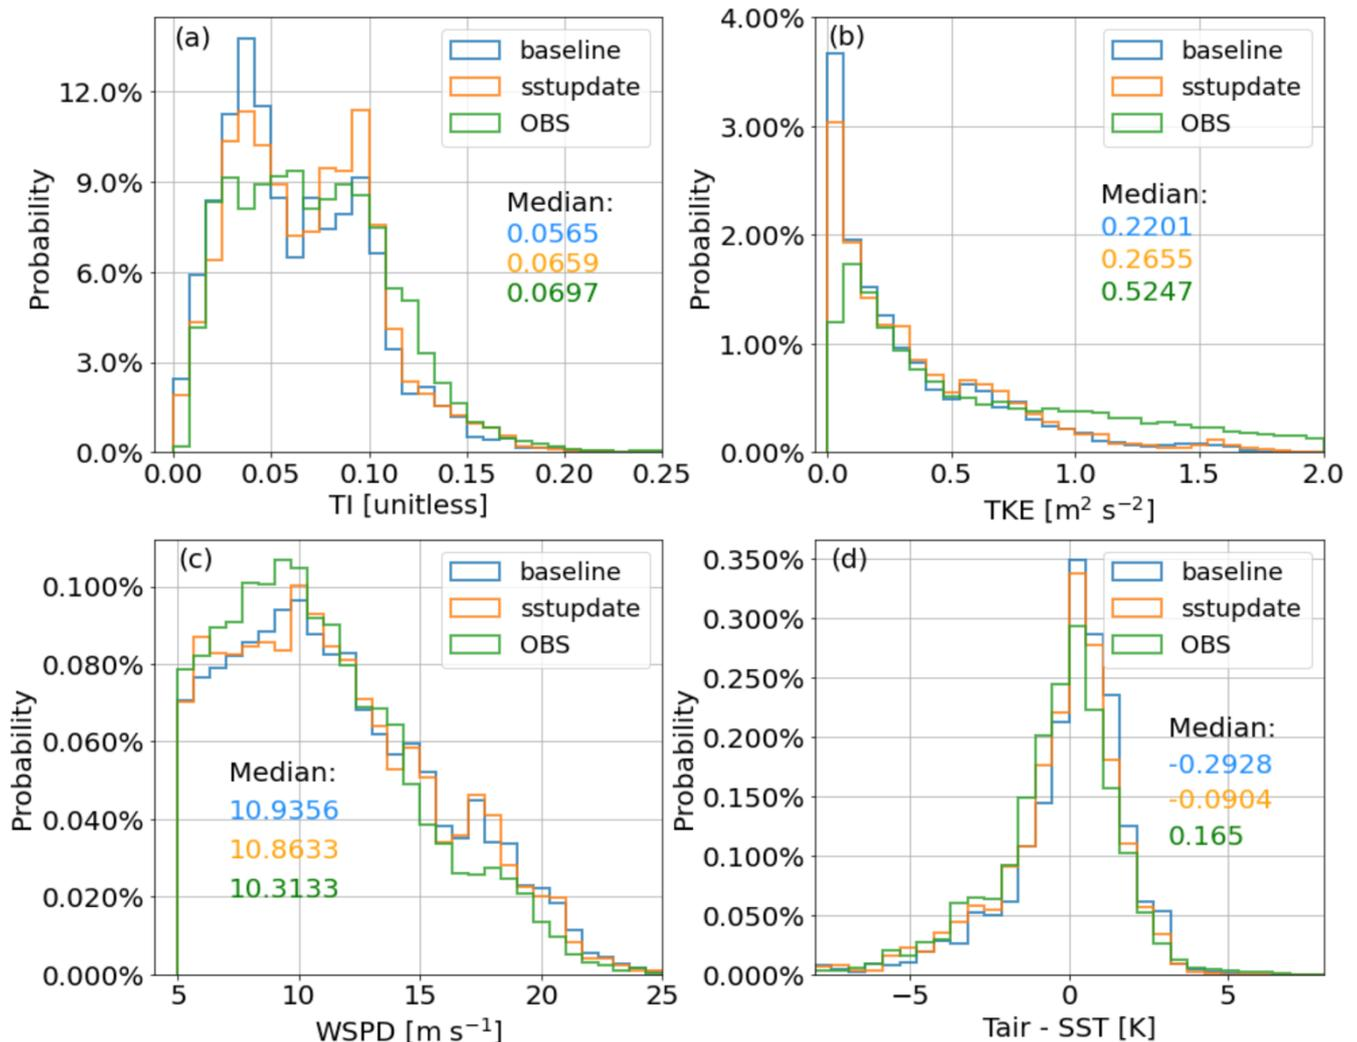 (a)
baseline
sstupdate
OBS
12.0%
9.0%
6.0%
3.0%
0.0%
Probability
Median:
0.0565
0.0659
0.0697
0.00 0.05 0.10 0.15 0.20 0.25
TI [unitless]
(b)
baseline
sstupdate
OBS
4.00%
3.00%
2.00%
1.00%
0.00%
Probability
Median:
0.2201
0.2655
0.5247
0.0 0.5 1.0 1.5 2.0
TKE [m² s⁻²]
(c)
baseline
sstupdate
OBS
0.100%
0.080%
0.060%
0.040%
0.020%
0.000%
Probability
Median:
10.9356
10.8633
10.3133
5 10 15 20 25
WSPD [m s⁻¹]
(d)
baseline
sstupdate
OBS
0.350%
0.300%
0.250%
0.200%
0.150%
0.100%
0.050%
0.000%
Probability
Median:
-0.2928
-0.0904
0.165
−5 0 5
Tair - SST [K]